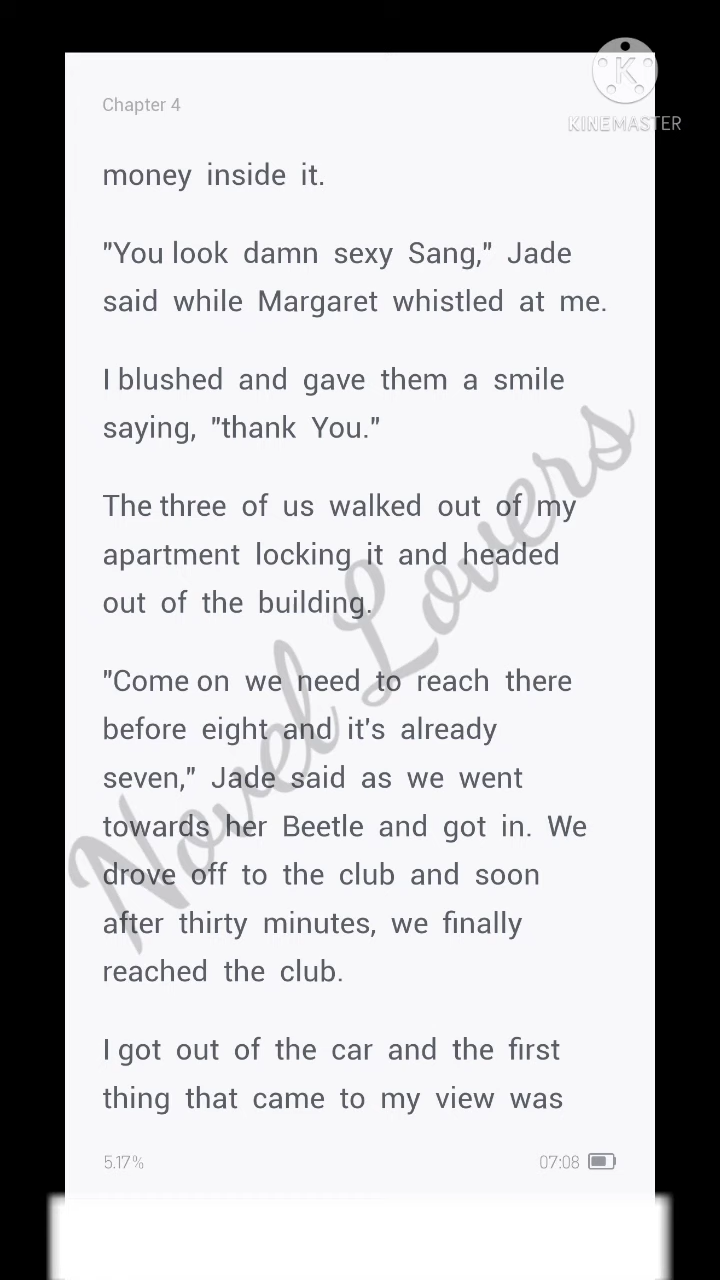 Chapter 4
KINEMASTER
money inside it.
"You look damn sexy Sang," Jade
said while Margaret whistled at me.
I blushed and gave them a smile
saying, "thank You."
The three of us walked out of my
apartment locking it and headed
out of the building.
"Come on we need to reach there
before eight and it's already
seven," Jade said as we went
towards her Beetle and got in. We
drove off to the club and soon
after thirty minutes, we finally
reached the club.
I got out of the car and the first
thing that came to my view was
Novel Lovers
5.17%
07:08